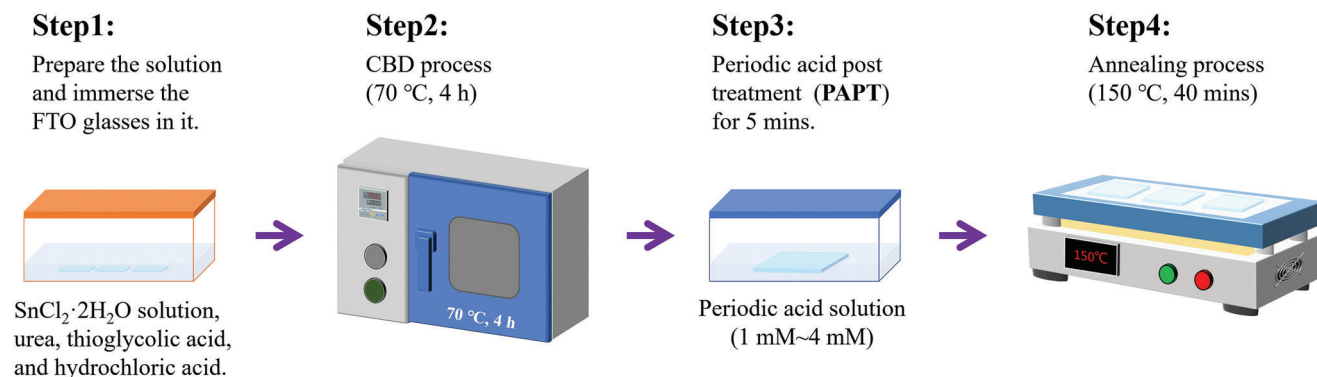 Step1:
Prepare the solution
and immerse the
FTO glasses in it.
SnCl₂·2H₂O solution,
urea, thioglycolic acid,
and hydrochloric acid.
Step2:
CBD process
(70 °C, 4 h)
70 °C, 4 h
Step3:
Periodic acid post
treatment (PAPT)
for 5 mins.
Periodic acid solution
(1 mM~4 mM)
Step4:
Annealing process
(150 °C, 40 mins)
150°C